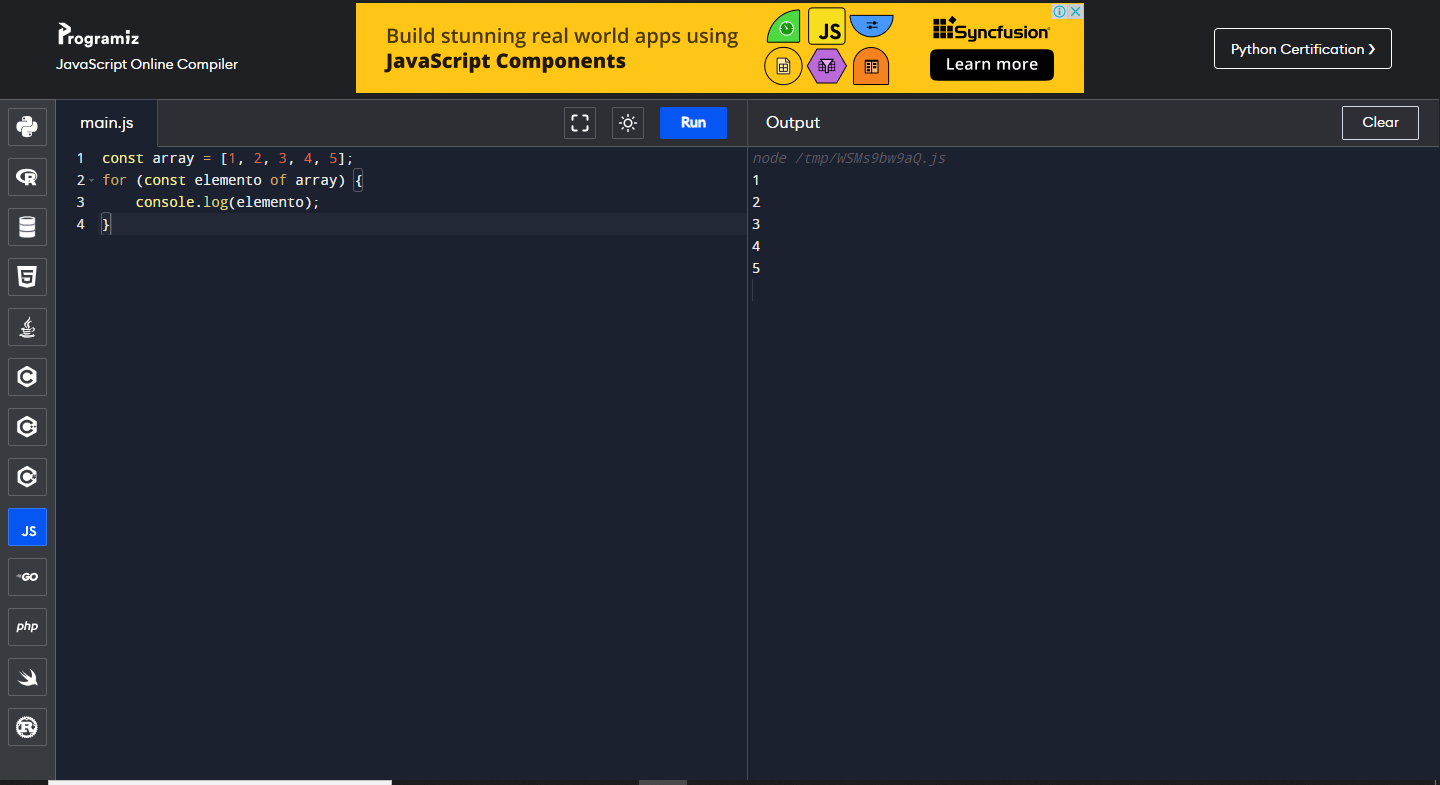 Programiz
JavaScript Online Compiler
Build stunning real world apps using
JavaScript Components
JS
Syncfusion
Learn more
Python Certification ❯
main.js
Run
Output
Clear
1 const array = [1, 2, 3, 4, 5];
2 for (const elemento of array) {
3     console.log(elemento);
4 }
node /tmp/WSMs9bw9aQ.js
1
2
3
4
5
R
5
C
C
C
JS
GO
php
R